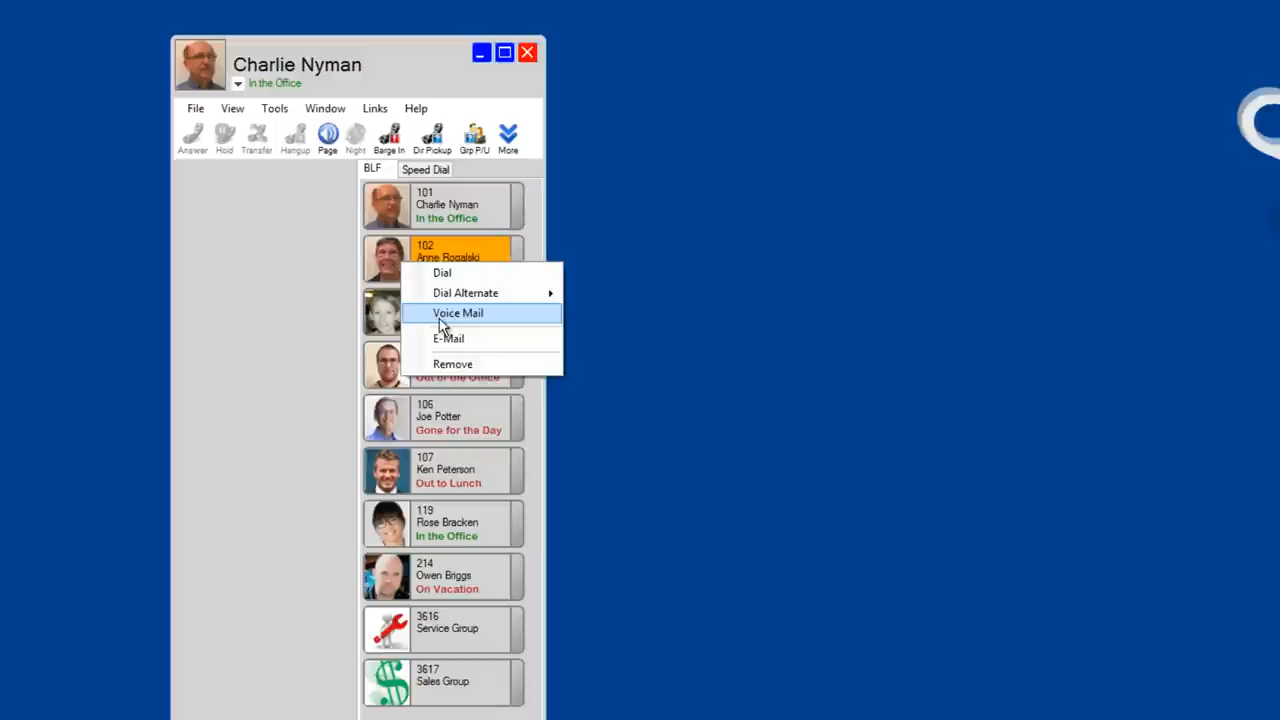 Charlie Nyman
In the Office
File View Tools Window Links Help
Answer Hold Transfer Hangup Page Night Barge In Dir Pickup Grp P/U More
BLF Speed Dial
101
Charlie Nyman
In the Office
102
Anne Rogalski
Dial
Dial Alternate
Voice Mail
E-Mail
Remove
Out of the Office
106
Joe Potter
Gone for the Day
107
Ken Peterson
Out to Lunch
119
Rose Bracken
In the Office
214
Owen Briggs
On Vacation
3616
Service Group
3617
Sales Group